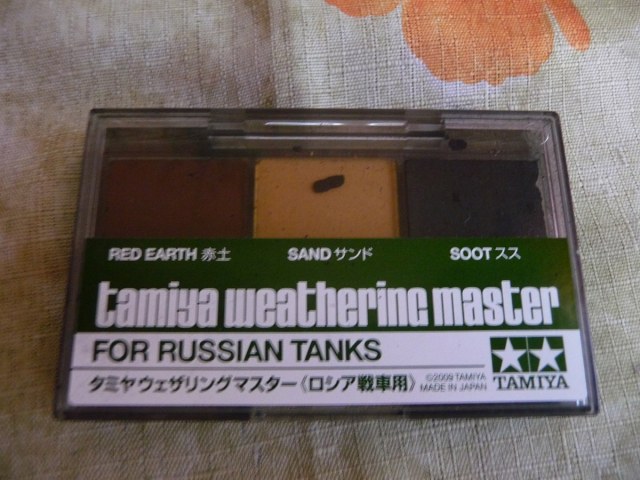 RED EARTH 赤土 SAND サンド SOOT スス
tamiya weathering master
FOR RUSSIAN TANKS
タミヤウェザリングマスター《ロシア戦車用》
©2009 TAMIYA
MADE IN JAPAN
TAMIYA